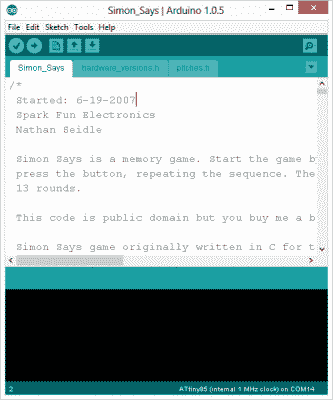 Simon_Says | Arduino 1.0.5
File Edit Sketch Tools Help
Simon_Says hardware_versions.h pitches.h
/*
Started: 6-19-2007
Spark Fun Electronics
Nathan Seidle
Simon Says is a memory game. Start the game b
press the button, repeating the sequence. The
13 rounds.
This code is public domain but you buy me a b
Simon Says game originally written in C for t
2 ATtiny85 (internal 1 MHz clock) on COM14